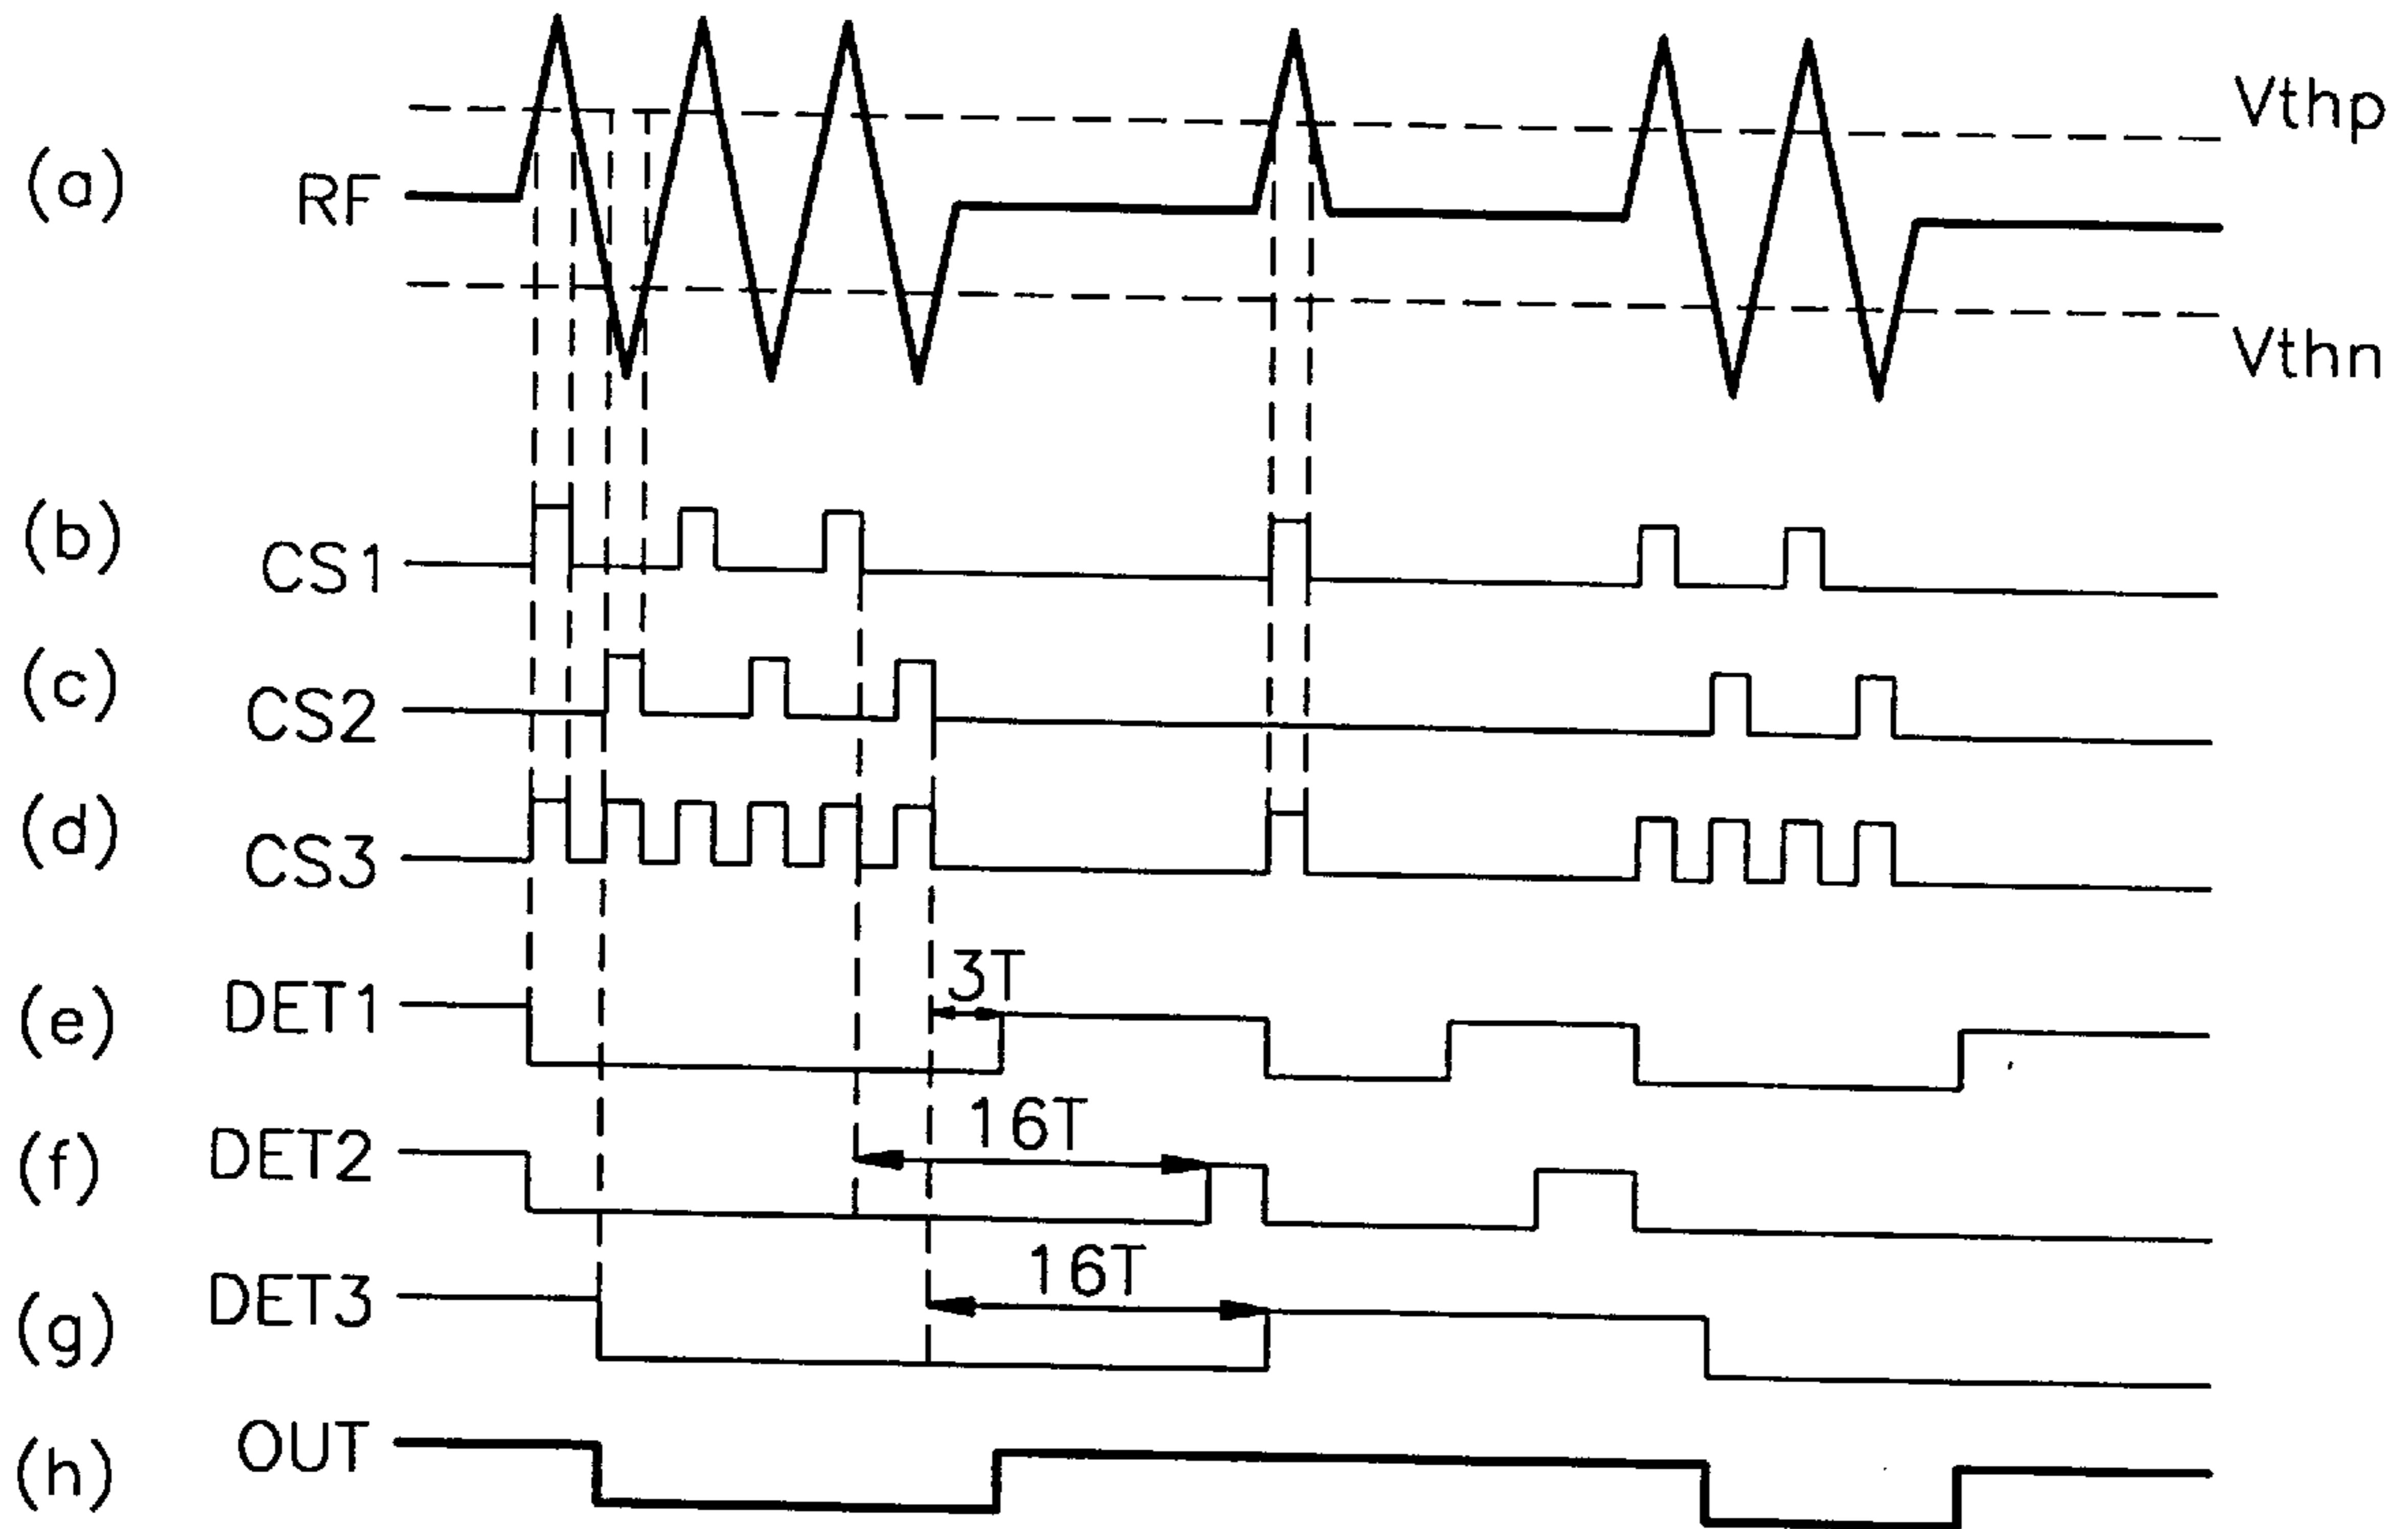 Vthp
(a) RF
Vthn
(b) CS1
(c) CS2
(d) CS3
3T
(e) DET1
16T
(f) DET2
16T
(g) DET3
(h) OUT